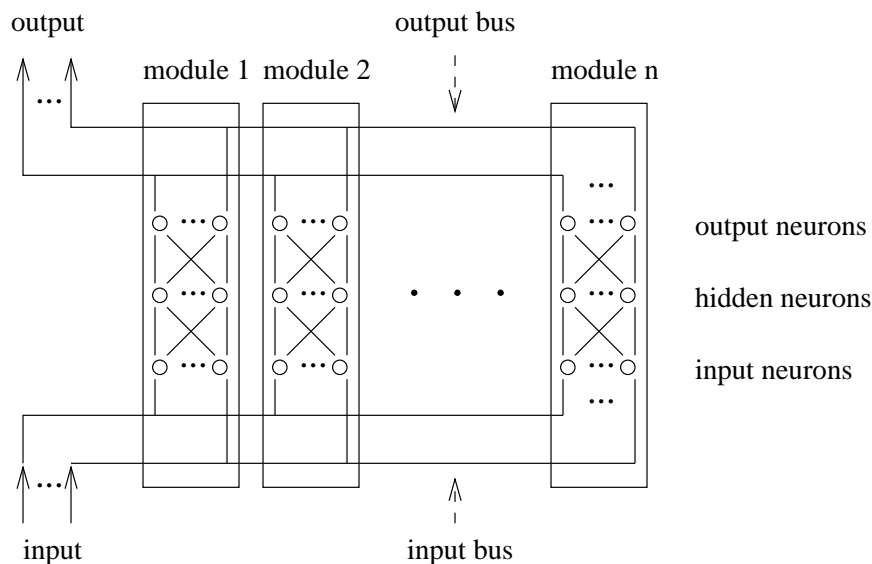 output
output bus
module 1
module 2
module n
output neurons
hidden neurons
input neurons
input
input bus